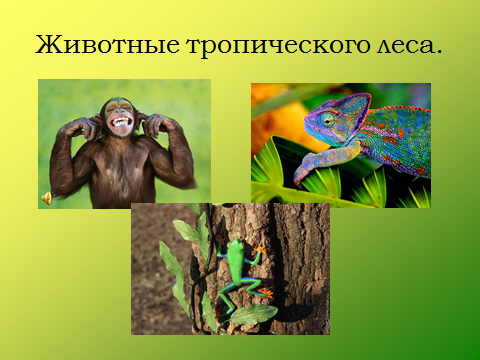 Животные тропического леса.